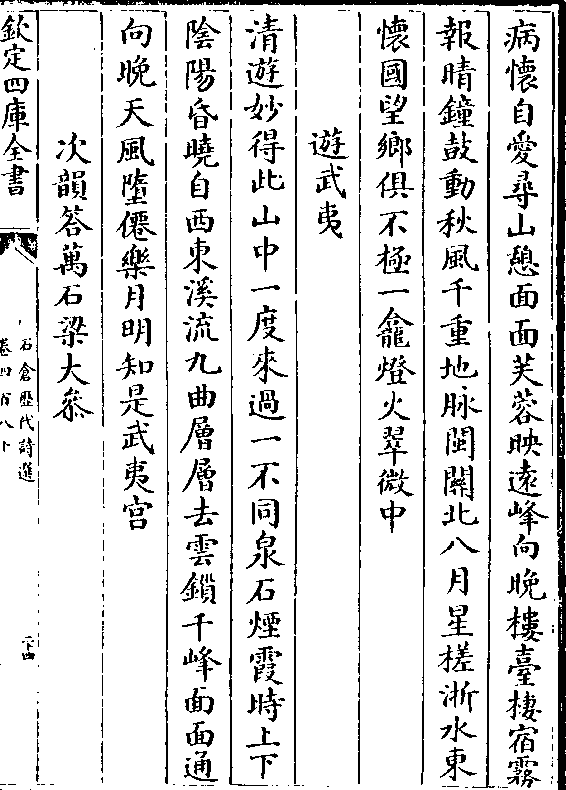 病懷自愛尋山憩面面芙蓉映遠峰向晚樓臺棲宿霧
報晴鐘鼓動秋風千重地脉閩關北八月星槎浙水東
懷國望鄉俱不極一龕燈火翠微中
遊武夷
清遊妙得此山中一度來過一不同泉石煙霞時上下
陰陽昏曉自西東溪流九曲層層去雲鎖千峰面面通
向晚天風墮僊樂月明知是武夷宮
次韻答萬石梁大叅
欽定四庫全書
石倉歷代詩選
卷四百八十
二十四